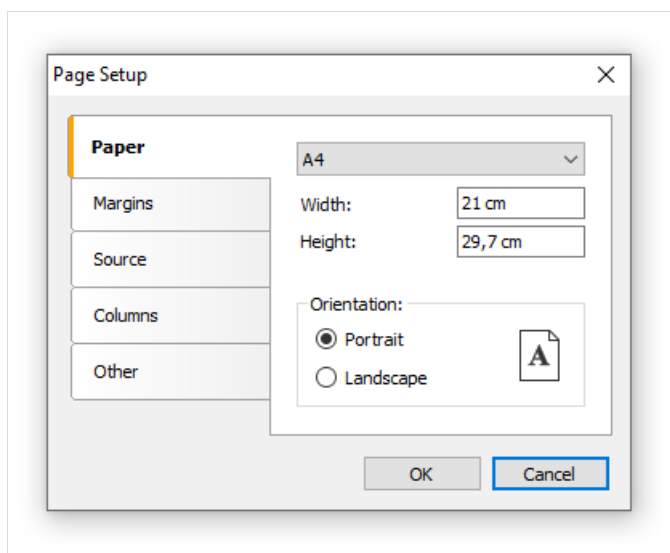 Page Setup
Paper
Margins
Source
Columns
Other
A4
Width: 21 cm
Height: 29,7 cm
Orientation:
Portrait
Landscape
A
OK Cancel